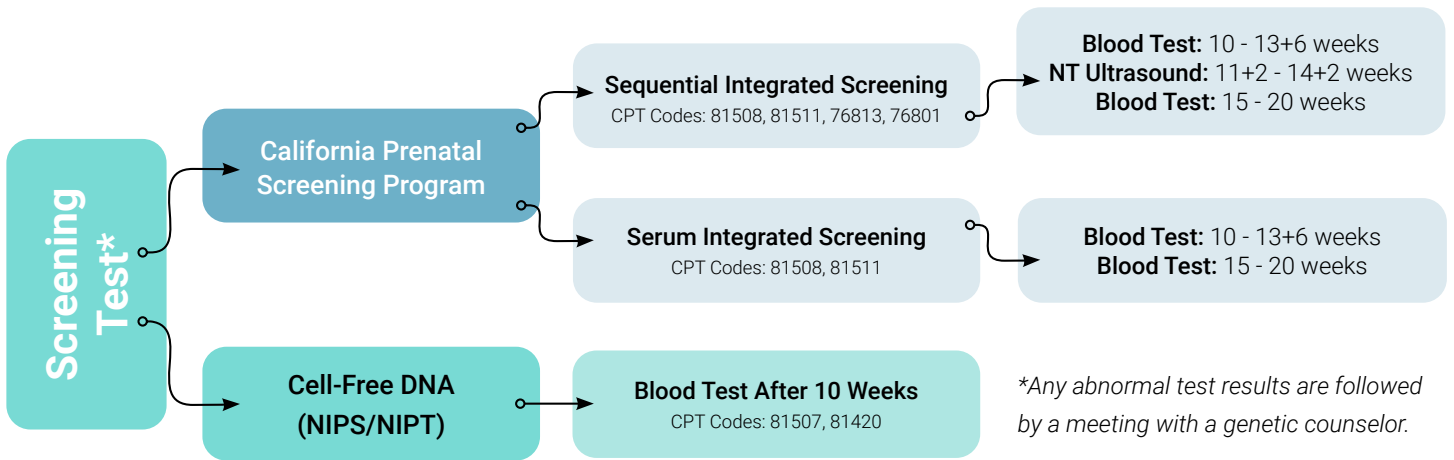 Screening
Test*
California Prenatal
Screening Program
Sequential Integrated Screening
CPT Codes: 81508, 81511, 76813, 76801
Blood Test: 10 - 13+6 weeks
NT Ultrasound: 11+2 - 14+2 weeks
Blood Test: 15 - 20 weeks
Serum Integrated Screening
CPT Codes: 81508, 81511
Blood Test: 10 - 13+6 weeks
Blood Test: 15 - 20 weeks
Cell-Free DNA
(NIPS/NIPT)
Blood Test After 10 Weeks
CPT Codes: 81507, 81420
*Any abnormal test results are followed
by a meeting with a genetic counselor.